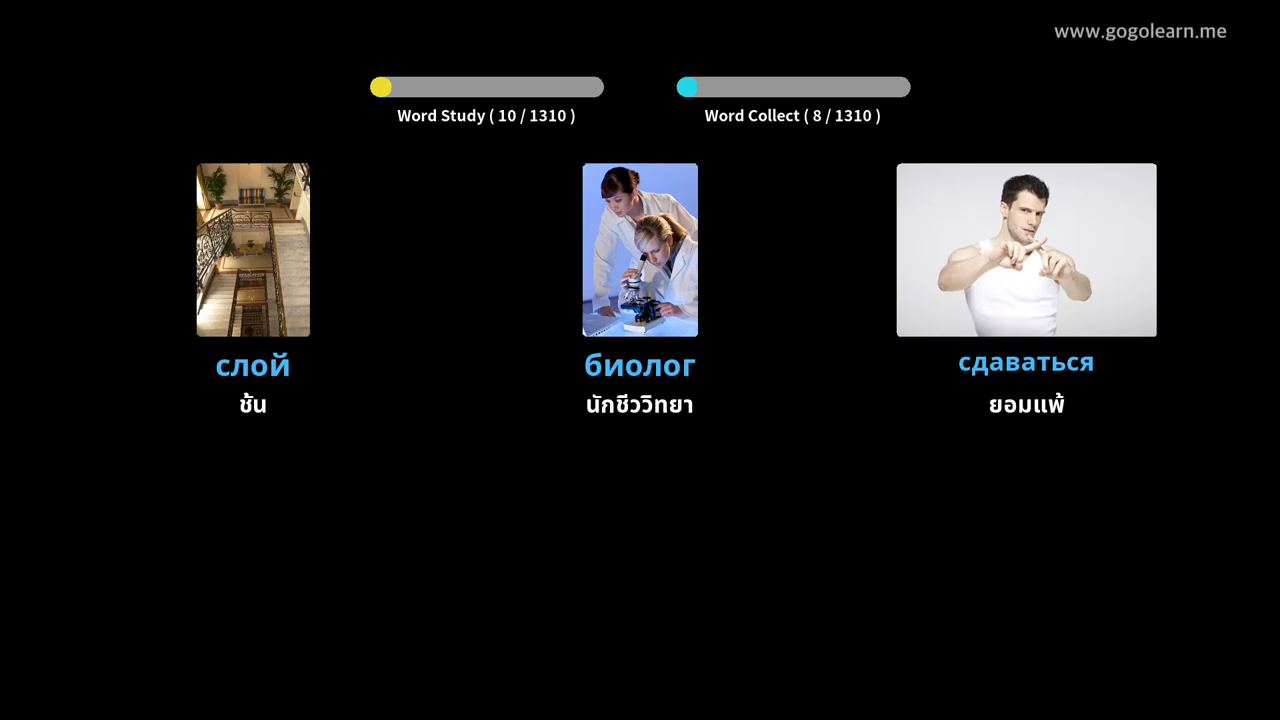 www.gogolearn.me
Word Study ( 10 / 1310 )
Word Collect ( 8 / 1310 )
слой
биолог
сдаваться
ชั้น
นักชีววิทยา
ยอมแพ้